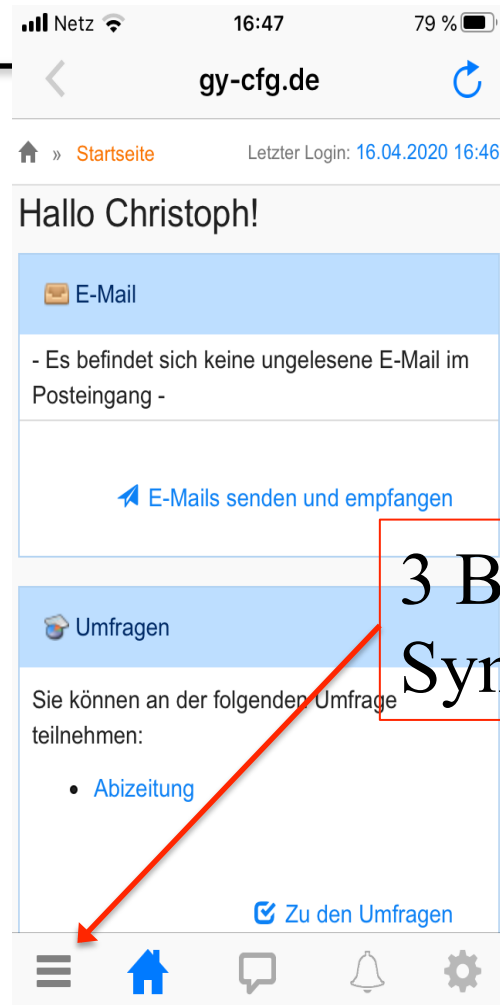 Netz 16:47 79 %
gy-cfg.de
» Startseite Letzter Login: 16.04.2020 16:46
Hallo Christoph!
E-Mail
- Es befindet sich keine ungelesene E-Mail im
Posteingang -
E-Mails senden und empfangen
3 B
Umfragen
Syn
Sie können an der folgenden Umfrage
teilnehmen:
• Abizeitung
Zu den Umfragen